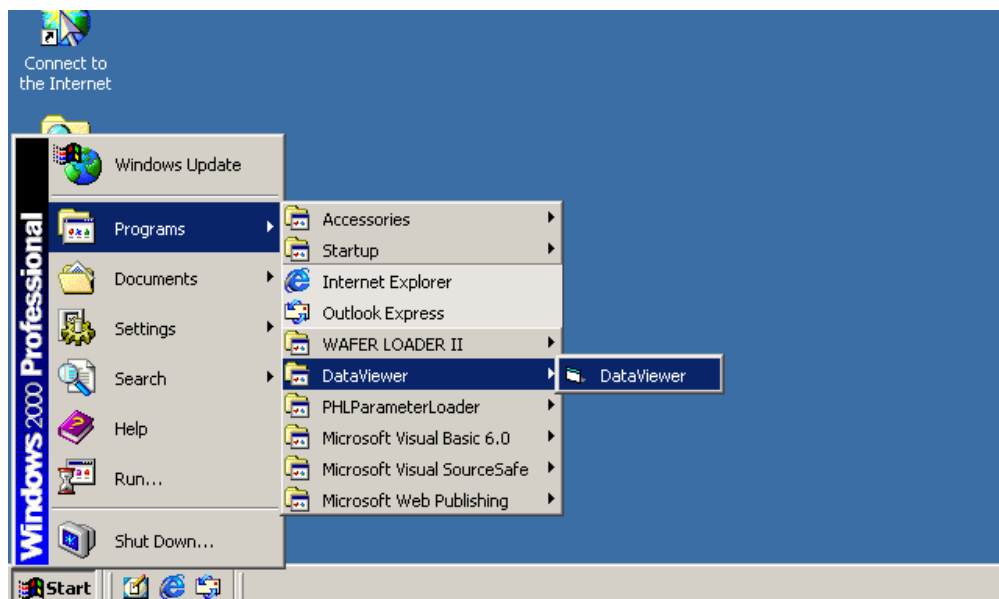 Connect to
the Internet
Windows 2000 Professional
Windows Update
Programs
Documents
Settings
Search
Help
Run...
Shut Down...
Accessories
Startup
Internet Explorer
Outlook Express
WAFER LOADER II
DataViewer
PHLParameterLoader
Microsoft Visual Basic 6.0
Microsoft Visual SourceSafe
Microsoft Web Publishing
DataViewer
Start